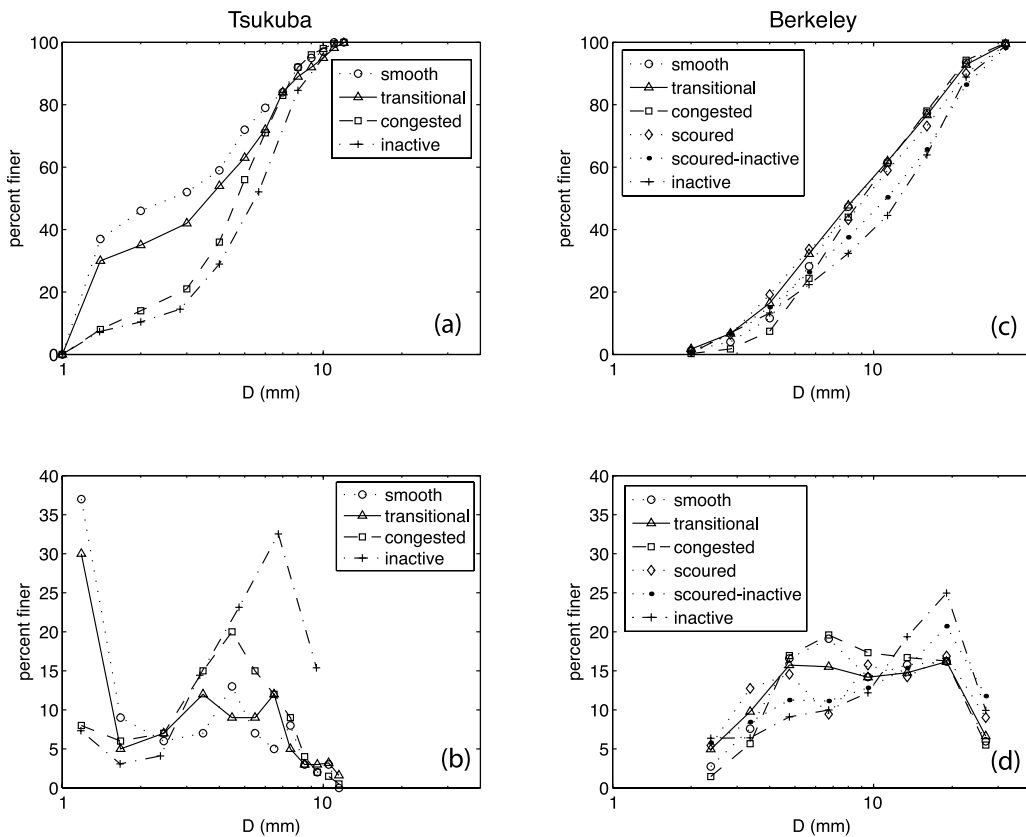 Tsukuba
100
80
60
40
20
0
percent finer
smooth
transitional
congested
inactive
(a)
1
10
D (mm)
Berkeley
100
80
60
40
20
0
percent finer
smooth
transitional
congested
scoured
scoured-inactive
inactive
(c)
1
10
D (mm)
40
35
30
25
20
15
10
5
0
percent finer
smooth
transitional
congested
inactive
(b)
1
10
D (mm)
40
35
30
25
20
15
10
5
0
percent finer
smooth
transitional
congested
scoured
scoured-inactive
inactive
(d)
1
10
D (mm)